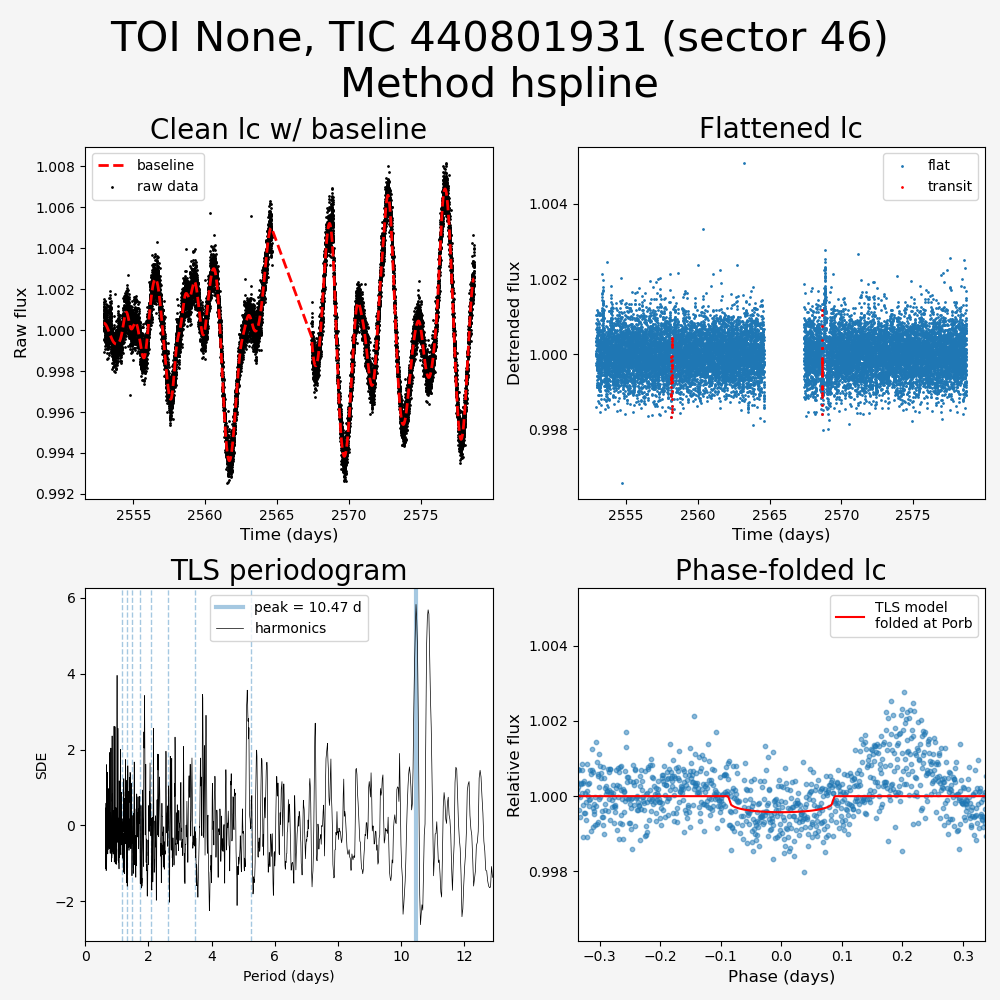 TOI None, TIC 440801931 (sector 46)
Method hspline
Clean lc w/ baseline
baseline
raw data
1.008
1.006
1.004
1.002
1.000
0.998
0.996
0.994
0.992
Raw flux
2555
2560
2565
2570
2575
Time (days)
Flattened lc
flat
transit
1.004
1.002
1.000
0.998
Detrended flux
2555
2560
2565
2570
2575
Time (days)
TLS periodogram
peak = 10.47 d
harmonics
6
4
2
0
−2
SDE
0
2
4
6
8
10
12
Period (days)
Phase-folded lc
TLS model
folded at Porb
1.004
1.002
1.000
0.998
Relative flux
−0.3
−0.2
−0.1
0.0
0.1
0.2
0.3
Phase (days)